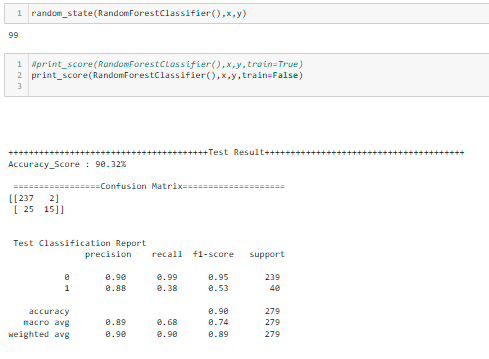 1 random_state(RandomForestClassifier(),x,y)
99
1 #print_score(RandomForestClassifier(),x,y,train=True)
2 print_score(RandomForestClassifier(),x,y,train=False)
3
+++++++++++++++++++++++++++++++++++++++Test Result+++++++++++++++++++++++++++++++++++++++
Accuracy_Score : 90.32%
=================Confusion Matrix====================
[[237 2]
[ 25 15]]
Test Classification Report
precision recall f1-score support
0 0.90 0.99 0.95 239
1 0.88 0.38 0.53 40
accuracy 0.90 279
macro avg 0.89 0.68 0.74 279
weighted avg 0.90 0.90 0.89 279